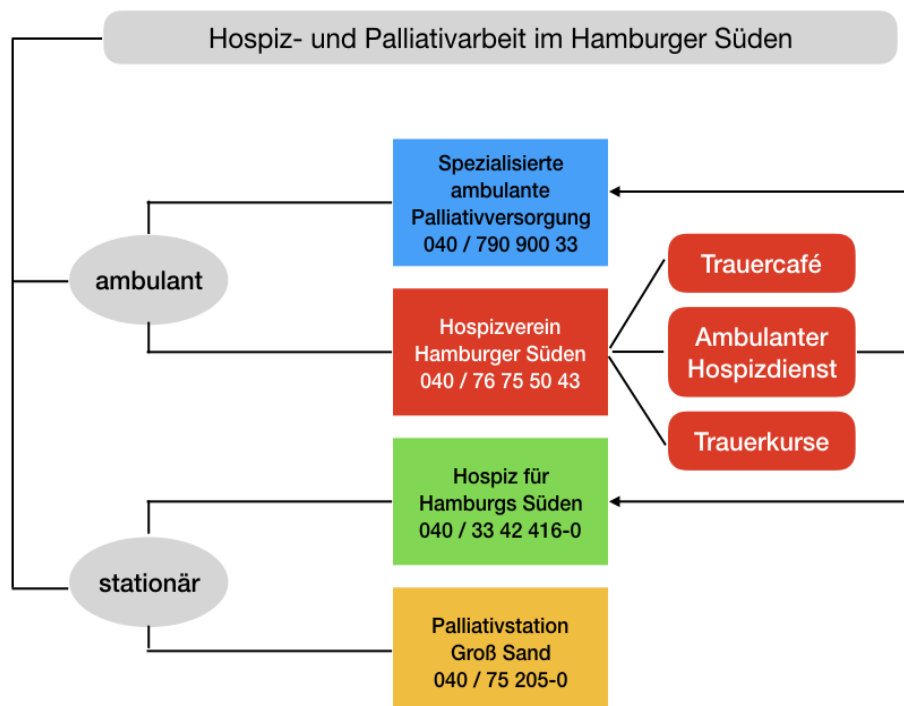 Hospiz- und Palliativarbeit im Hamburger Süden
Spezialisierte
ambulante
Palliativversorgung
040 / 790 900 33
ambulant
Hospizverein
Hamburger Süden
040 / 76 75 50 43
Trauercafé
Ambulanter
Hospizdienst
Trauerkurse
Hospiz für
Hamburgs Süden
040 / 33 42 416-0
stationär
Palliativstation
Groß Sand
040 / 75 205-0